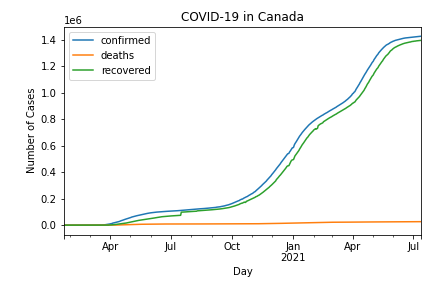 COVID-19 in Canada
1e6
confirmed
deaths
recovered
Number of Cases
1.4
1.2
1.0
0.8
0.6
0.4
0.2
0.0
Apr Jul Oct Jan Apr Jul
2021
Day